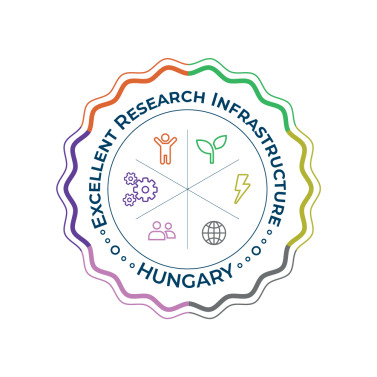 EXCELLENT RESEARCH INFRASTRUCTURE
HUNGARY